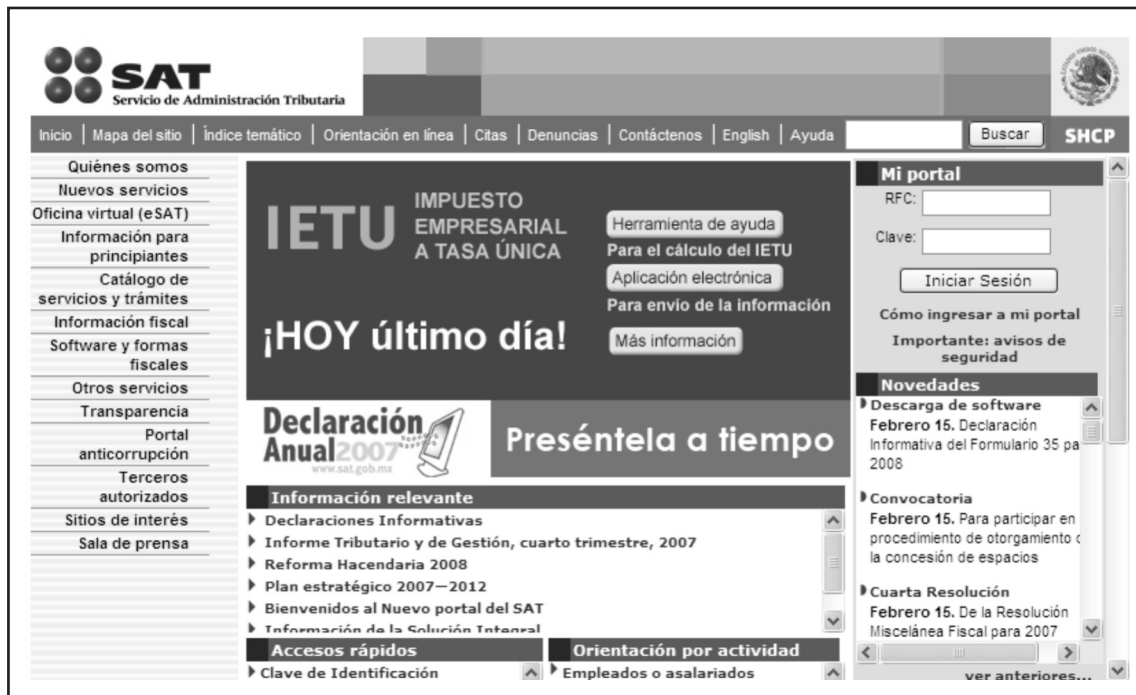 SAT
Servicio de Administración Tributaria
Inicio | Mapa del sitio | Índice temático | Orientación en línea | Citas | Denuncias | Contáctenos | English | Ayuda
Buscar
SHCP
Quiénes somos
Nuevos servicios
Oficina virtual (eSAT)
Información para
principiantes
Catálogo de
servicios y trámites
Información fiscal
Software y formas
fiscales
Otros servicios
Transparencia
Portal
anticorrupción
Terceros
autorizados
Sitios de interés
Sala de prensa
IETU
IMPUESTO
EMPRESARIAL
A TASA ÚNICA
¡HOY último día!
Herramienta de ayuda
Para el cálculo del IETU
Aplicación electrónica
Para envío de la información
Más información
Declaración
Anual2007
www.sat.gob.mx
Preséntela a tiempo
Información relevante
Declaraciones Informativas
Informe Tributario y de Gestión, cuarto trimestre, 2007
Reforma Hacendaria 2008
Plan estratégico 2007—2012
Bienvenidos al Nuevo portal del SAT
Información de la Solución Integral
Accesos rápidos
Clave de Identificación
Orientación por actividad
Empleados o asalariados
Mi portal
RFC:
Clave:
Iniciar Sesión
Cómo ingresar a mi portal
Importante: avisos de
seguridad
Novedades
Descarga de software
Febrero 15. Declaración
Informativa del Formulario 35 pa
2008
Convocatoria
Febrero 15. Para participar en
procedimiento de otorgamiento d
la concesión de espacios
Cuarta Resolución
Febrero 15. De la Resolución
Miscelánea Fiscal para 2007
ver anteriores...